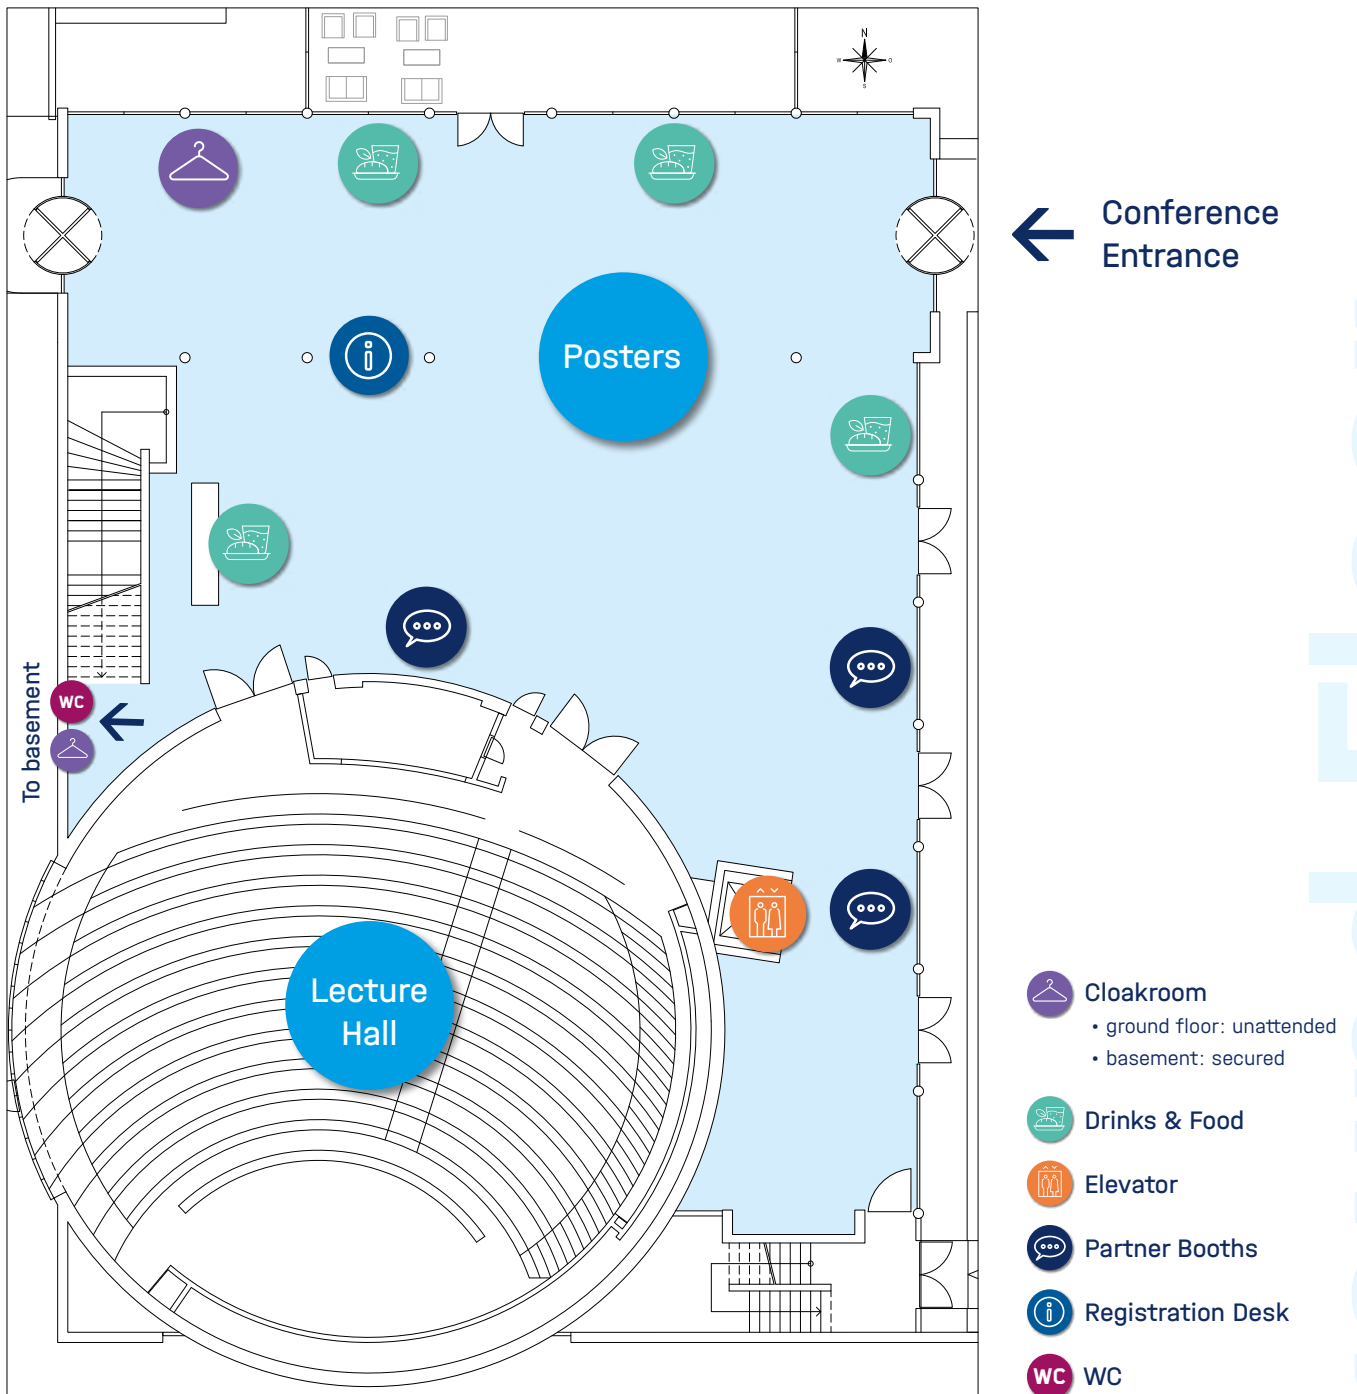 N
W
O
S
Conference
Entrance
Posters
To basement
WC
Lecture
Hall
Cloakroom
• ground floor: unattended
• basement: secured
Drinks & Food
Elevator
Partner Booths
Registration Desk
WC
WC